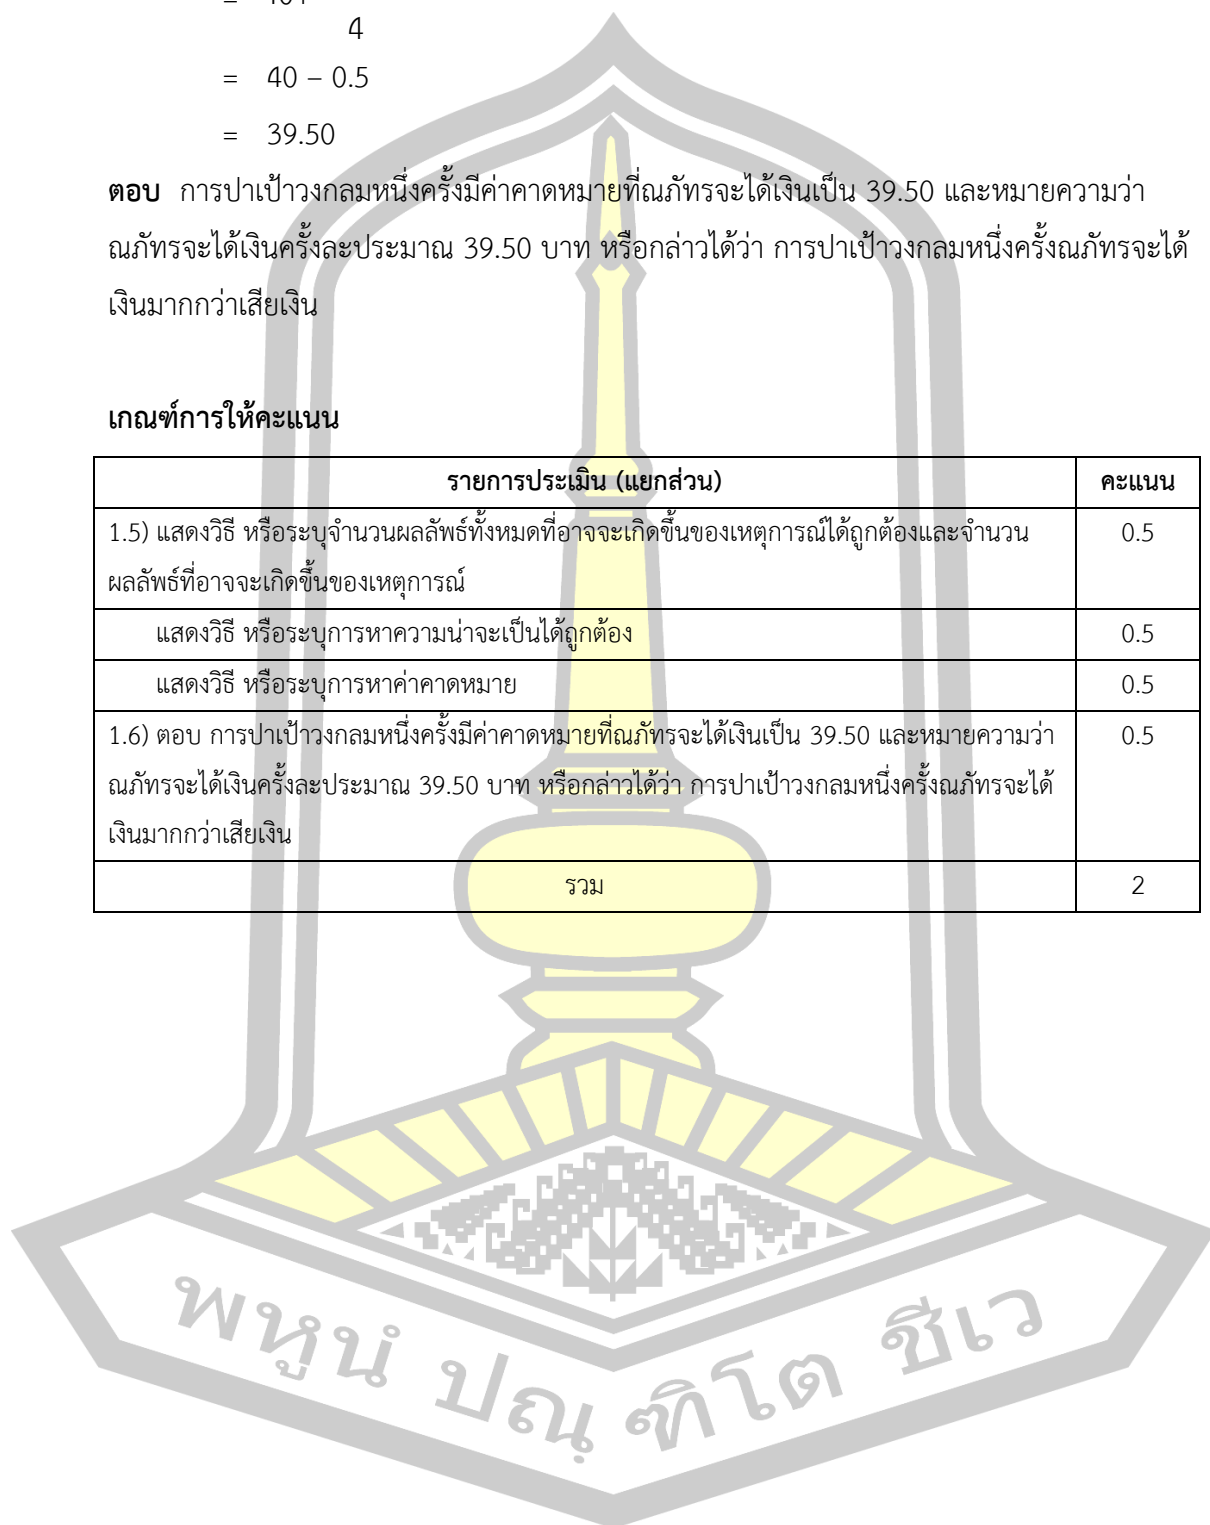 4
= 40 – 0.5
= 39.50
ตอบ การปาเป้าวงกลมหนึ่งครั้งมีค่าคาดหมายที่ณภัทรจะได้เงินเป็น 39.50 และหมายความว่า
ณภัทรจะได้เงินครั้งละประมาณ 39.50 บาท หรือกล่าวได้ว่า การปาเป้าวงกลมหนึ่งครั้งณภัทรจะได้
เงินมากกว่าเสียเงิน
เกณฑ์การให้คะแนน
รายการประเมิน (แยกส่วน) คะแนน
1.5) แสดงวิธี หรือระบุจำนวนผลลัพธ์ทั้งหมดที่อาจจะเกิดขึ้นของเหตุการณ์ได้ถูกต้องและจำนวน 0.5
ผลลัพธ์ที่อาจจะเกิดขึ้นของเหตุการณ์
แสดงวิธี หรือระบุการหาความน่าจะเป็นได้ถูกต้อง 0.5
แสดงวิธี หรือระบุการหาค่าคาดหมาย 0.5
1.6) ตอบ การปาเป้าวงกลมหนึ่งครั้งมีค่าคาดหมายที่ณภัทรจะได้เงินเป็น 39.50 และหมายความว่า 0.5
ณภัทรจะได้เงินครั้งละประมาณ 39.50 บาท หรือกล่าวได้ว่า การปาเป้าวงกลมหนึ่งครั้งณภัทรจะได้
เงินมากกว่าเสียเงิน
รวม 2
พหูนํ ปณฺฑิโต ชีเว